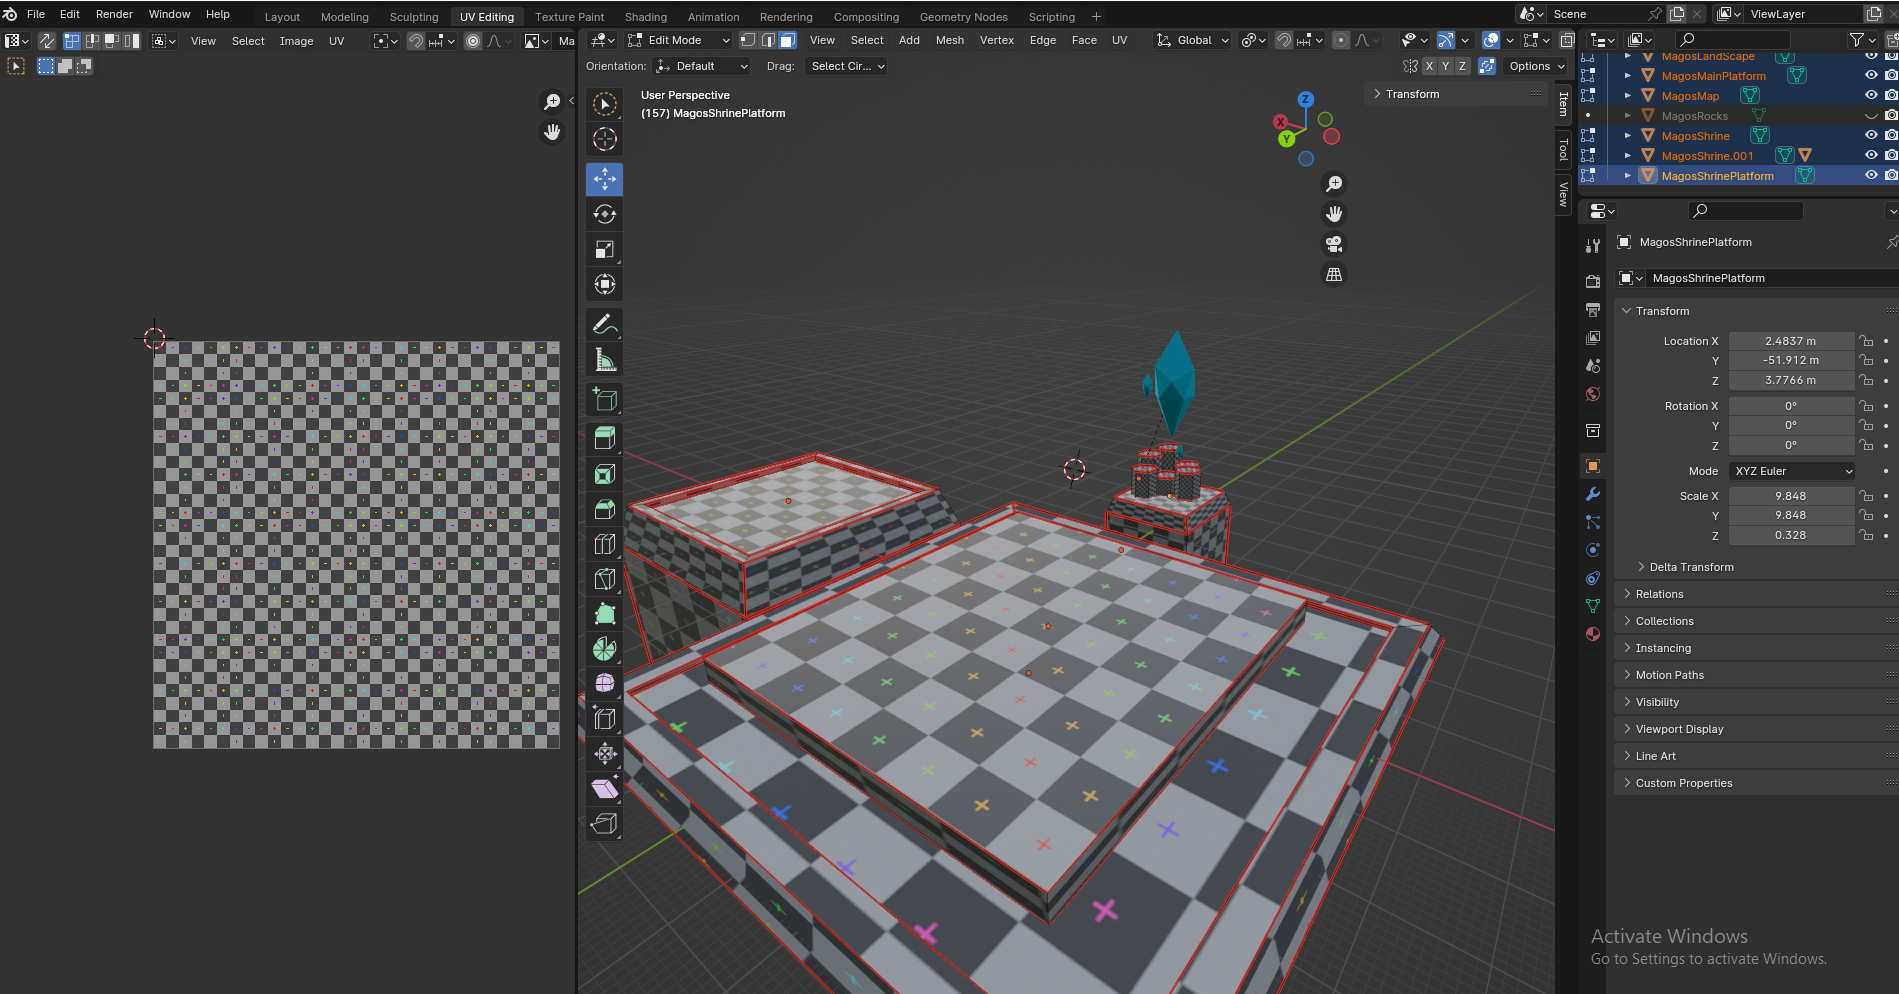 File Edit Render Window Help Layout Modeling Sculpting UV Editing Texture Paint Shading Animation Rendering Compositing Geometry Nodes Scripting + Scene ViewLayer
View Select Image UV Ma Edit Mode View Select Add Mesh Vertex Edge Face UV Global
Orientation: Default Drag: Select Cir... X Y Z Options
User Perspective
(157) MagosShrinePlatform
Transform
Item
Tool
View
Z
X
Y
MagosLandScape
MagosMainPlatform
MagosMap
MagosRocks
MagosShrine
MagosShrine.001
MagosShrinePlatform
MagosShrinePlatform
MagosShrinePlatform
Transform
Location X 2.4837 m
Y -51.912 m
Z 3.7766 m
Rotation X 0°
Y 0°
Z 0°
Mode XYZ Euler
Scale X 9.848
Y 9.848
Z 0.328
Delta Transform
Relations
Collections
Instancing
Motion Paths
Visibility
Viewport Display
Line Art
Custom Properties
Activate Windows
Go to Settings to activate Windows.